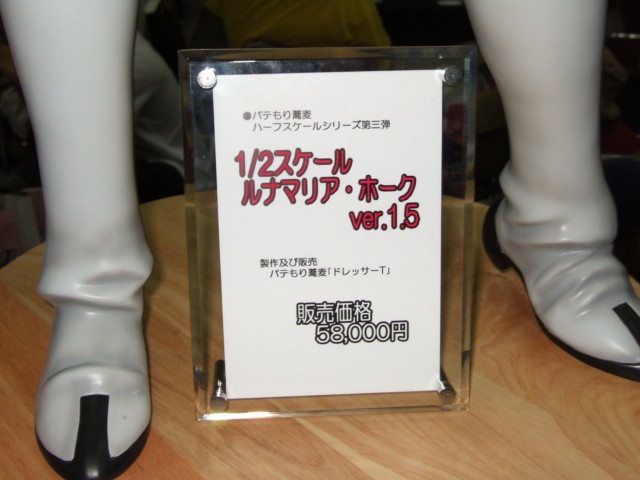 ●パテもり蕎麦
ハーフスケールシリーズ第三弾
1/2スケール
ルナマリア・ホーク
ver.1.5
製作及び販売
パテもり蕎麦「ドレッサーT」
販売価格
58,000円